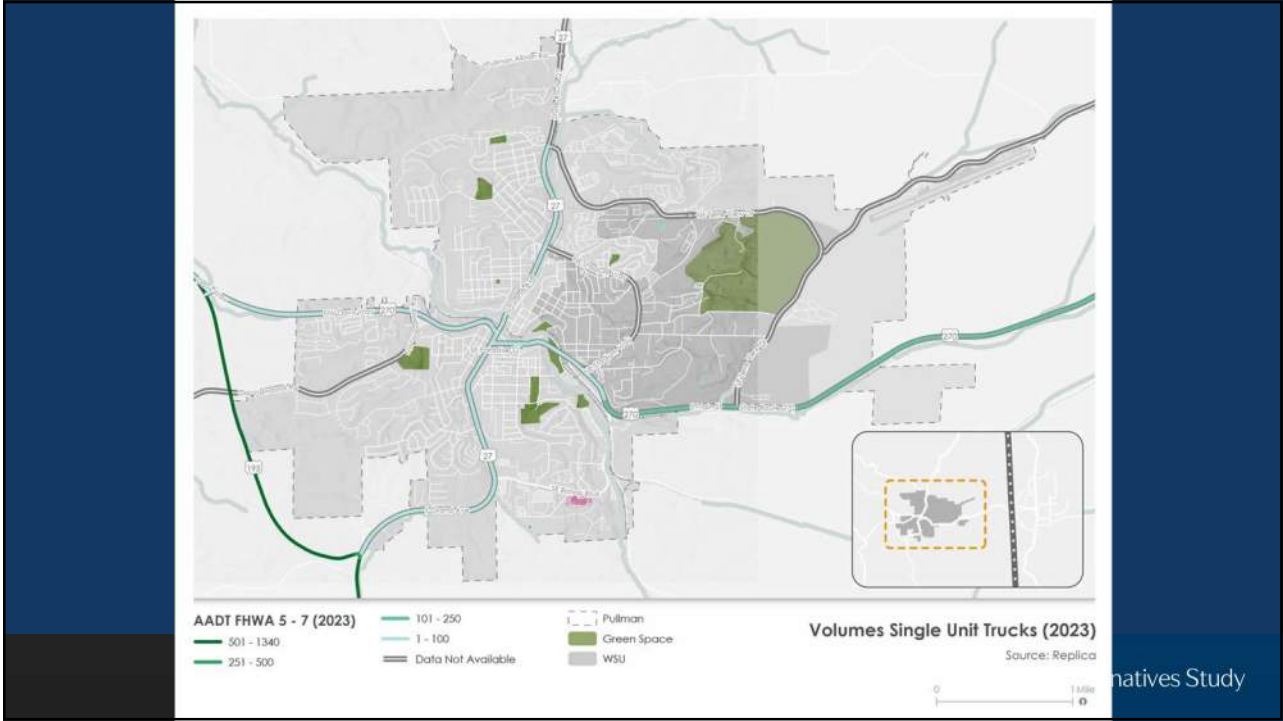 27
27
270
270
270
195
27
AADT FHWA 5 - 7 (2023)
501 - 1340
251 - 500
101 - 250
1 - 100
Data Not Available
Pullman
Green Space
WSU
Volumes Single Unit Trucks (2023)
Source: Replica
0 1 Mile
natives Study